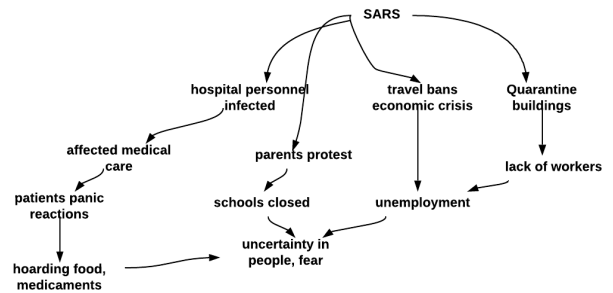 SARS
hospital personnel
infected
travel bans
economic crisis
Quarantine
buildings
affected medical
care
parents protest
lack of workers
patients panic
reactions
schools closed
unemployment
uncertainty in
people, fear
hoarding food,
medicaments